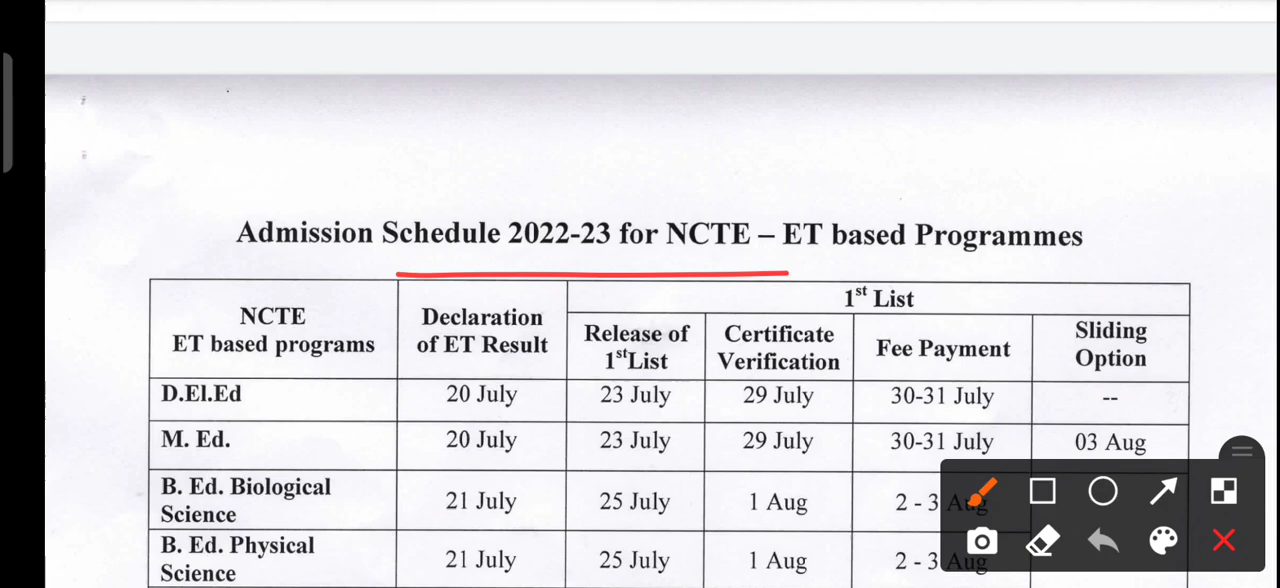 Admission Schedule 2022-23 for NCTE – ET based Programmes
NCTE
ET based programs
Declaration
of ET Result
1st List
Release of
1stList
Certificate
Verification
Fee Payment
Sliding
Option
D.El.Ed 20 July 23 July 29 July 30-31 July --
M. Ed. 20 July 23 July 29 July 30-31 July 03 Aug
B. Ed. Biological
Science
21 July 25 July 1 Aug 2 - 3 Aug
B. Ed. Physical
Science
21 July 25 July 1 Aug 2 - 3 Aug